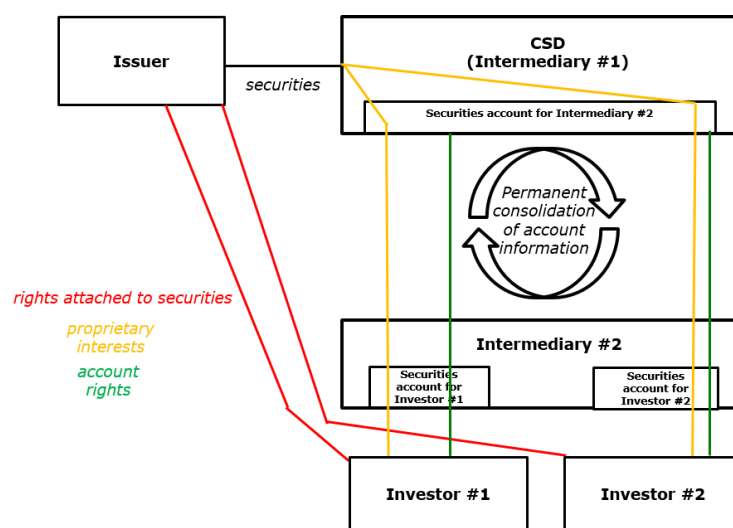 Issuer
CSD
(Intermediary #1)
securities
Securities account for Intermediary #2
Permanent
consolidation
of account
information
rights attached to securities
proprietary
interests
account
rights
Intermediary #2
Securities
account for
Investor #1
Securities
account for
Investor #2
Investor #1
Investor #2